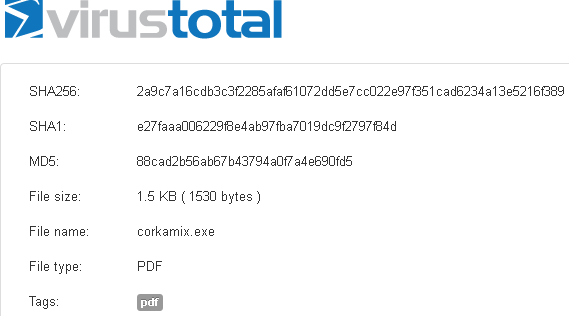 virustotal
SHA256: 2a9c7a16cdb3c3f2285afaf61072dd5e7cc022e97f351cad6234a13e5216f389
SHA1: e27faaa006229f8e4ab97fba7019dc9f2797f84d
MD5: 88cad2b56ab67b43794a0f7a4e690fd5
File size: 1.5 KB ( 1530 bytes )
File name: corkamix.exe
File type: PDF
Tags: pdf